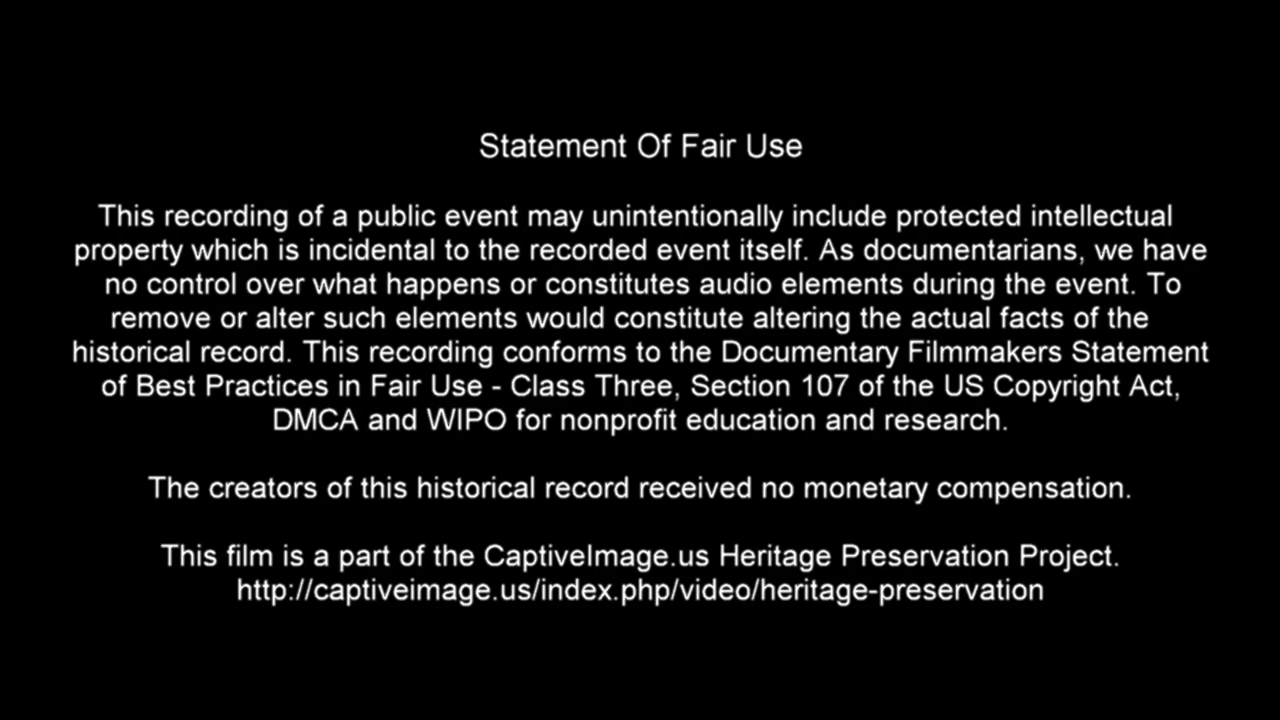 Statement Of Fair Use
This recording of a public event may unintentionally include protected intellectual
property which is incidental to the recorded event itself. As documentarians, we have
no control over what happens or constitutes audio elements during the event. To
remove or alter such elements would constitute altering the actual facts of the
historical record. This recording conforms to the Documentary Filmmakers Statement
of Best Practices in Fair Use - Class Three, Section 107 of the US Copyright Act,
DMCA and WIPO for nonprofit education and research.
The creators of this historical record received no monetary compensation.
This film is a part of the CaptiveImage.us Heritage Preservation Project.
http://captiveimage.us/index.php/video/heritage-preservation